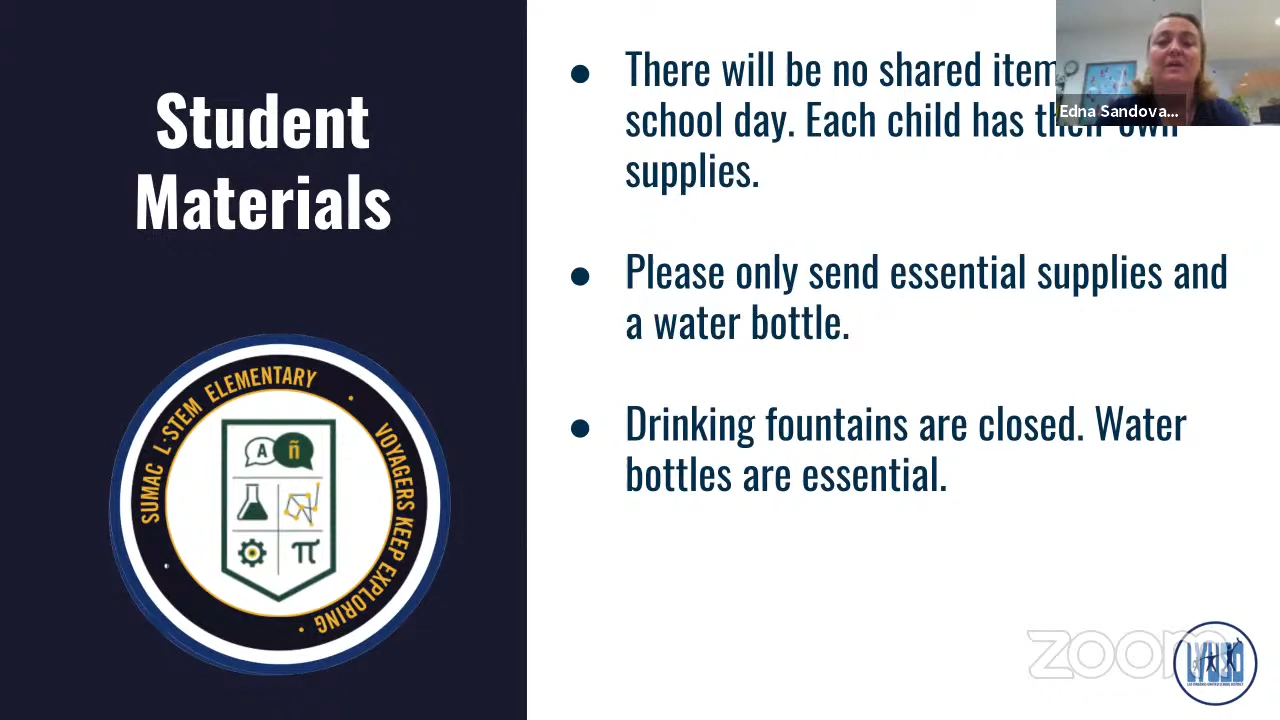 Student
Materials
There will be no shared item
school day. Each child has their own
supplies.
Please only send essential supplies and
a water bottle.
Drinking fountains are closed. Water
bottles are essential.
Edna Sandova...
SUMAC L·STEM ELEMENTARY
VOYAGERS KEEP EXPLORING
A
ñ
π
zoom
LVUSD